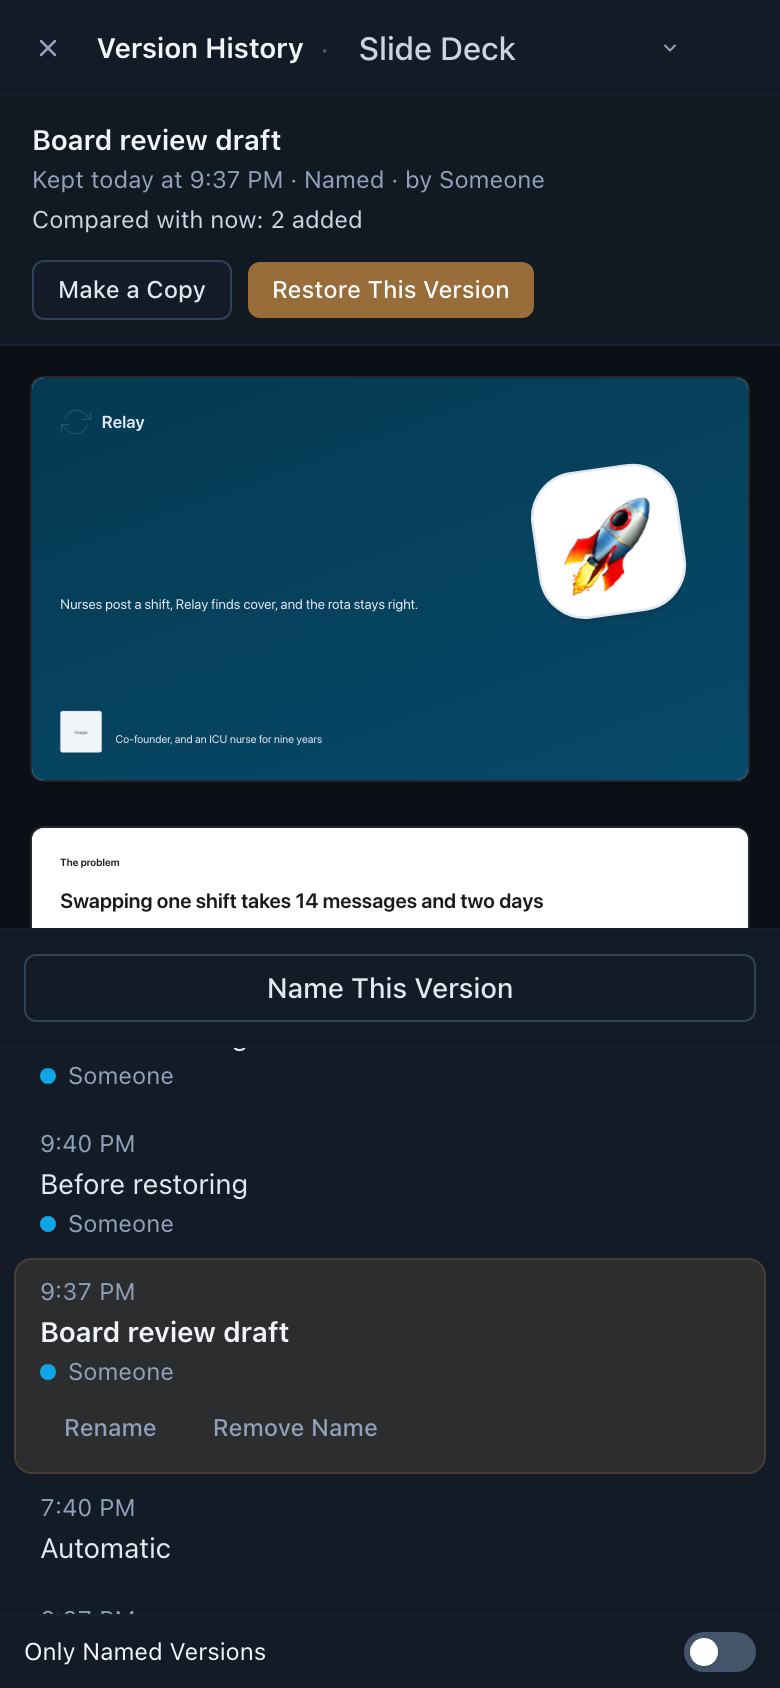 Version History · Slide Deck
Board review draft
Kept today at 9:37 PM · Named · by Someone
Compared with now: 2 added
Make a Copy
Restore This Version
Relay
Nurses post a shift, Relay finds cover, and the rota stays right.
Image
Co-founder, and an ICU nurse for nine years
The problem
Swapping one shift takes 14 messages and two days
Name This Version
Someone
9:40 PM
Before restoring
Someone
9:37 PM
Board review draft
Someone
Rename
Remove Name
7:40 PM
Automatic
Only Named Versions